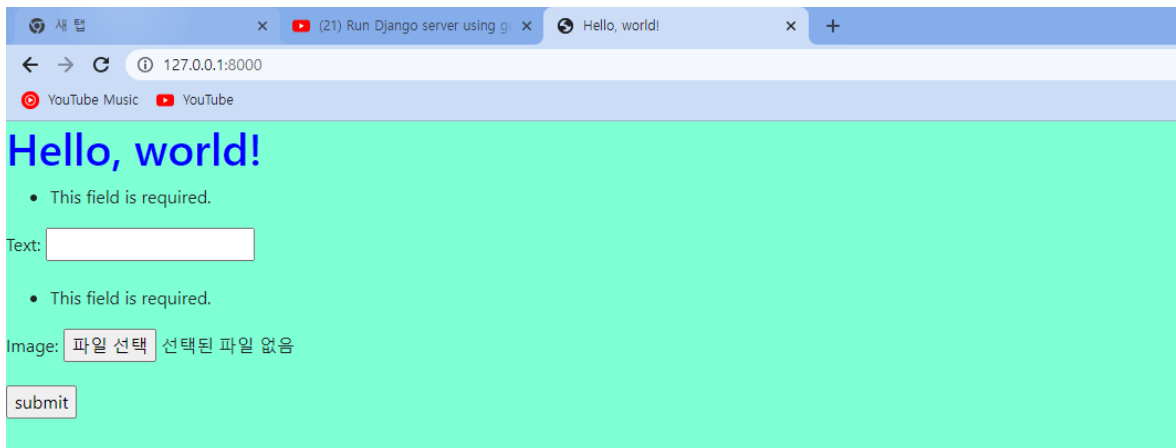 새 탭
(21) Run Django server using g
Hello, world!
127.0.0.1:8000
YouTube Music
YouTube
Hello, world!
• This field is required.
Text:
• This field is required.
Image: 파일 선택 선택된 파일 없음
submit